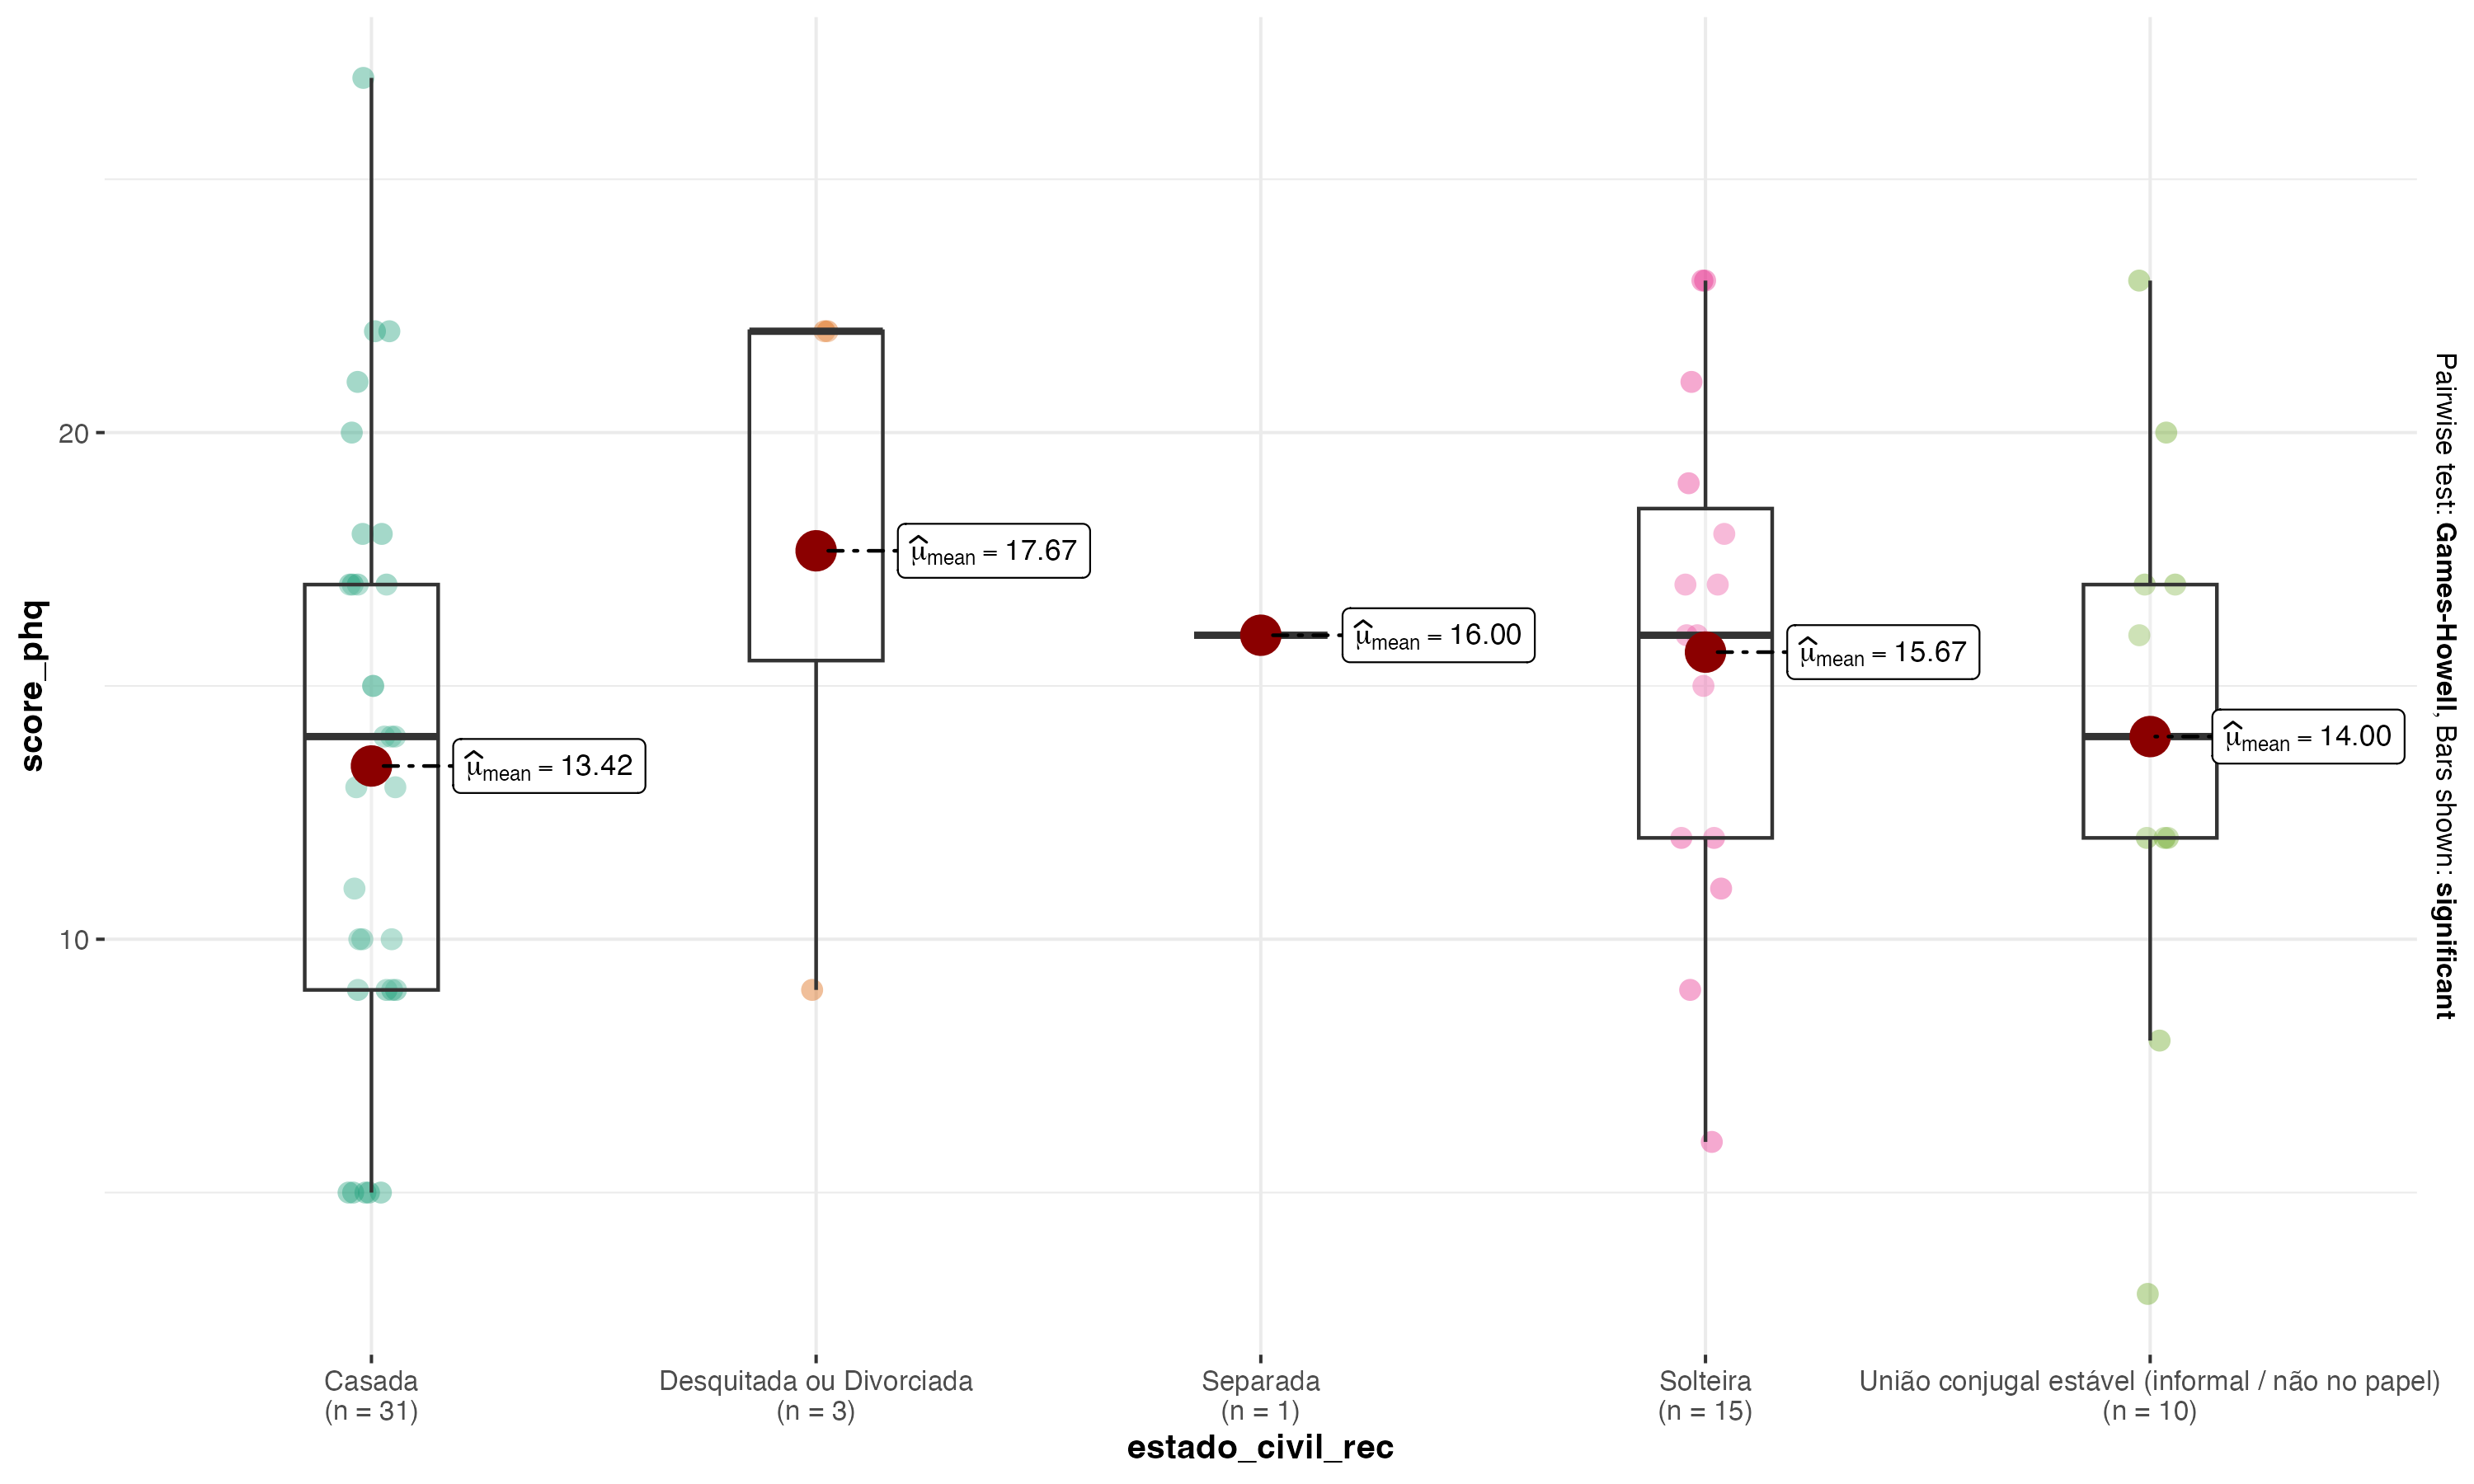 score_phq
20
10
μ̂mean = 13.42
μ̂mean = 17.67
μ̂mean = 16.00
μ̂mean = 15.67
μ̂mean = 14.00
Casada
(n = 31)
Desquitada ou Divorciada
(n = 3)
Separada
(n = 1)
Solteira
(n = 15)
União conjugal estável (informal / não no papel)
(n = 10)
estado_civil_rec
Pairwise test: Games-Howell, Bars shown: significant